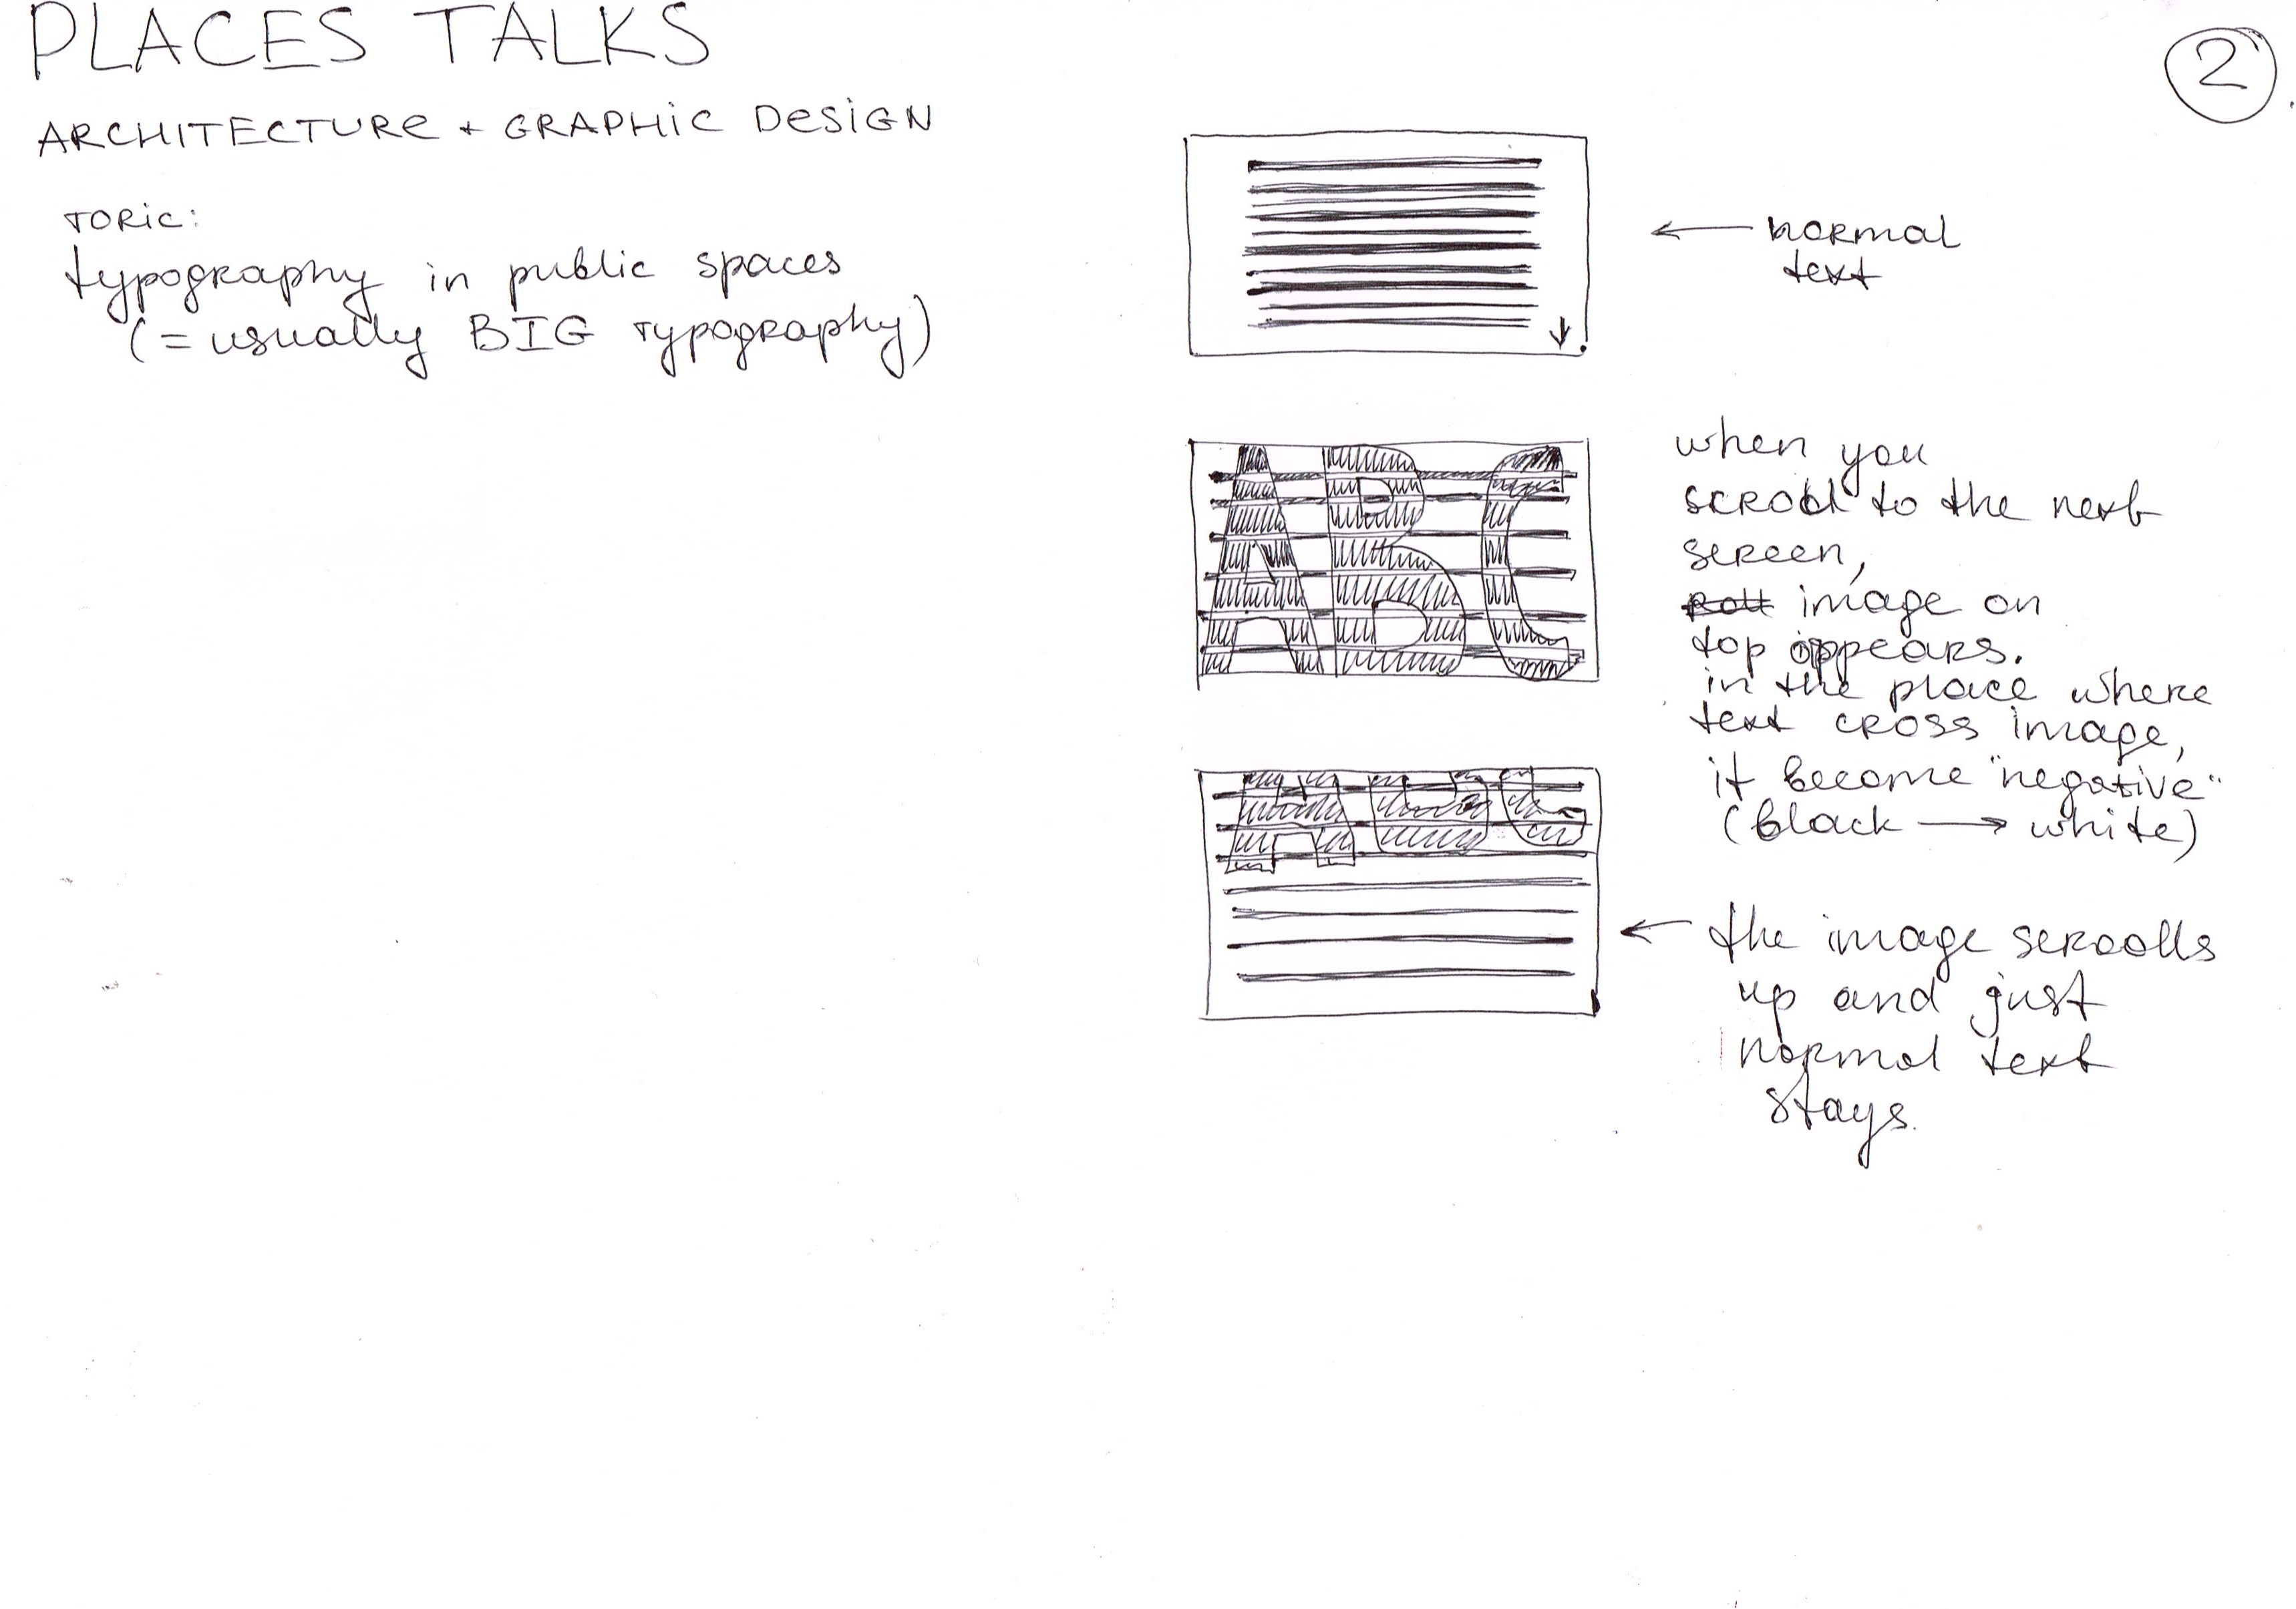 PLACES TALKS
ARCHITECTURE + GRAPHIC DESIGN
TOPIC:
typography in public spaces
(= usually BIG typography)
2
normal
text
ABC
when you
scroll to the next
screen,
image on
top appears.
in the place where
text cross image,
it become "negative"
(black → white)
ABC
← the image scroolls
up and just
normal text
stays.